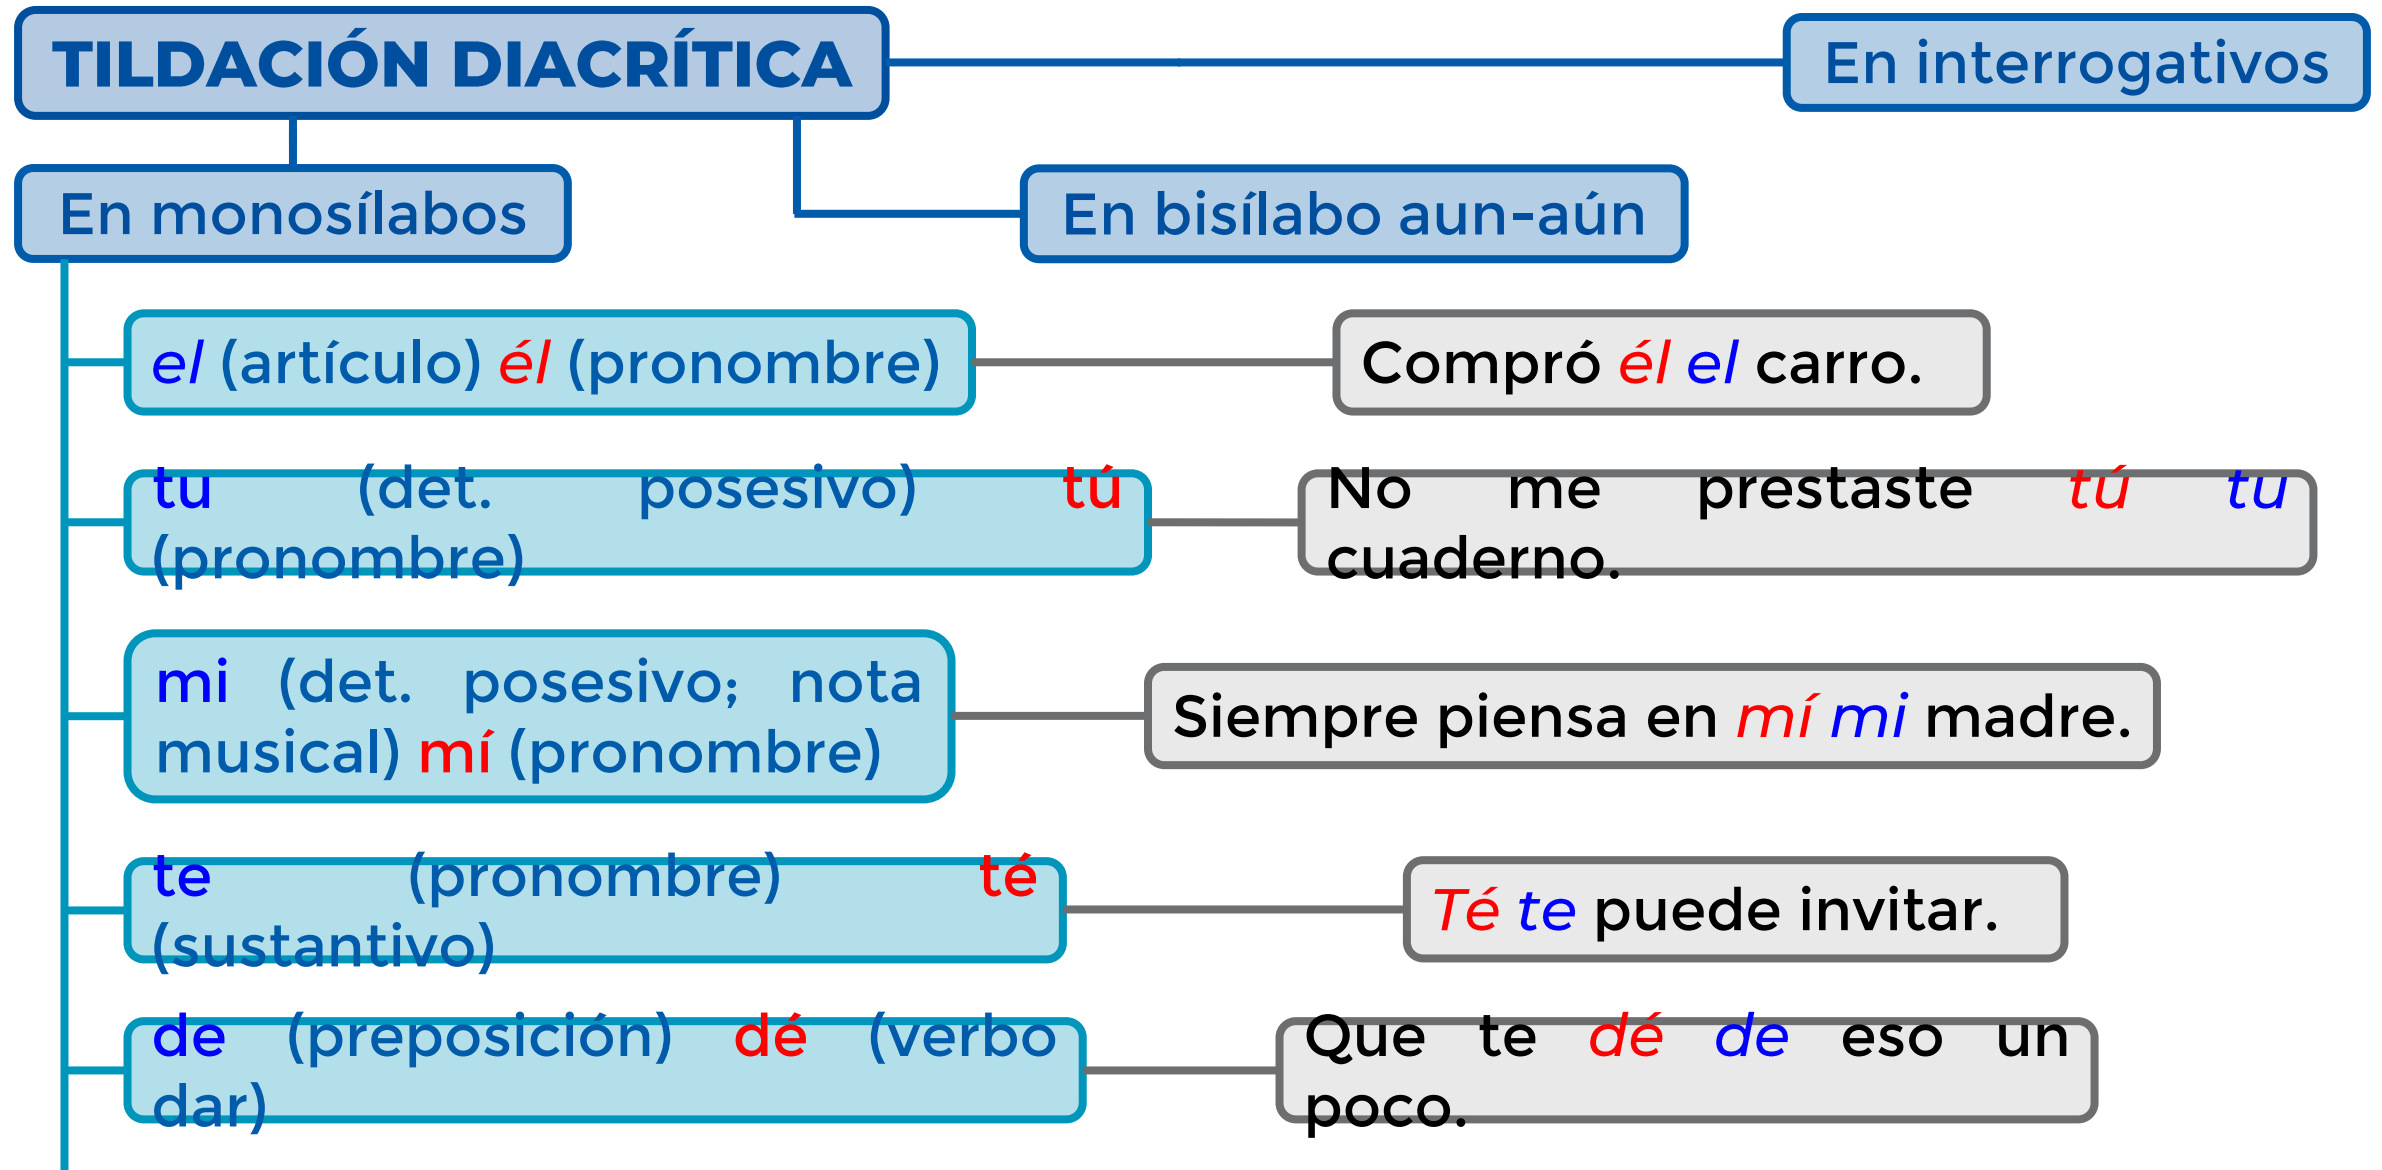 TILDACIÓN DIACRÍTICA
En interrogativos
En monosílabos
En bisílabo aun-aún
el (artículo) él (pronombre)
Compró él el carro.
tu (det. posesivo) tú
(pronombre)
No me prestaste tú tu
cuaderno.
mi (det. posesivo; nota
musical) mí (pronombre)
Siempre piensa en mí mi madre.
te (pronombre) té
(sustantivo)
Té te puede invitar.
de (preposición) dé (verbo
dar)
Que te dé de eso un
poco.